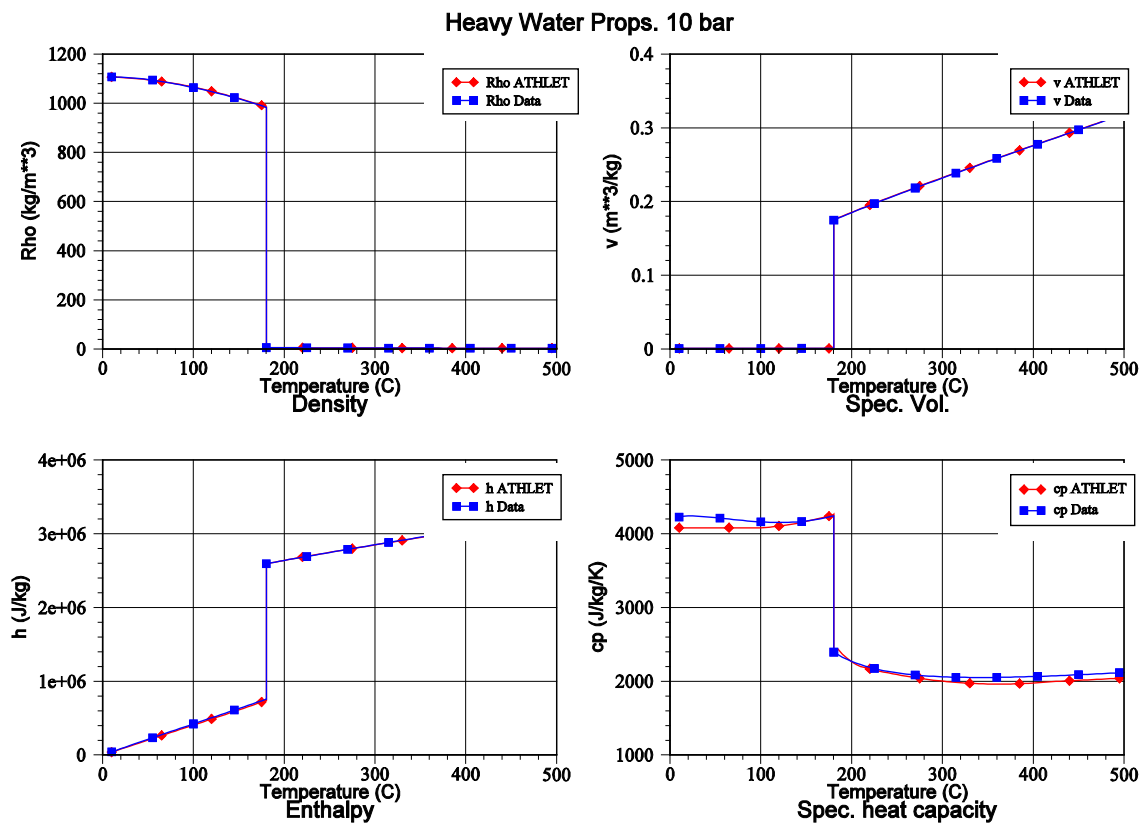 Heavy Water Props. 10 bar
1200
1000
800
600
400
200
0
Rho (kg/m**3)
Rho ATHLET
Rho Data
0 100 200 300 400 500
Temperature (C)
Density
0.4
0.3
0.2
0.1
0
v (m**3/kg)
v ATHLET
v Data
0 100 200 300 400 500
Temperature (C)
Spec. Vol.
4e+06
3e+06
2e+06
1e+06
0
h (J/kg)
h ATHLET
h Data
0 100 200 300 400 500
Temperature (C)
Enthalpy
5000
4000
3000
2000
1000
cp (J/kg/K)
cp ATHLET
cp Data
0 100 200 300 400 500
Temperature (C)
Spec. heat capacity